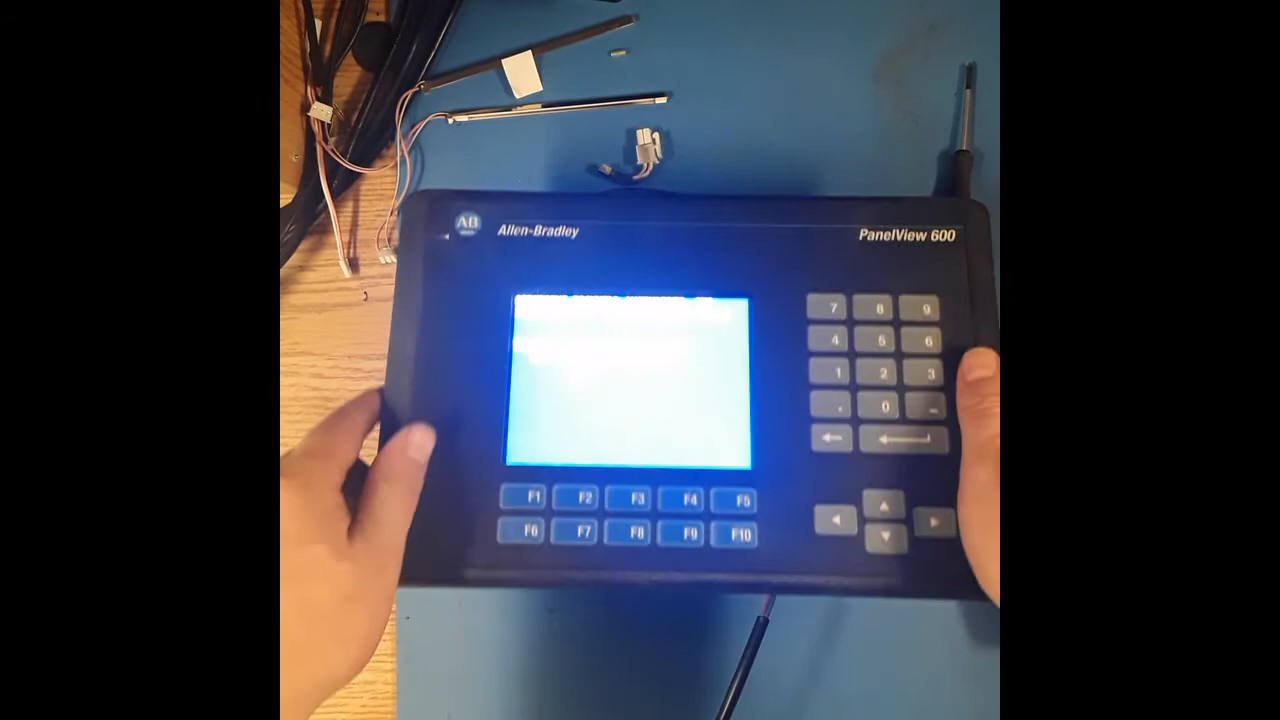 AB
Allen-Bradley
PanelView 600
7 8 9
4 5 6
1 2 3
. 0 -
F1 F2 F3 F4 F5
F6 F7 F8 F9 F10